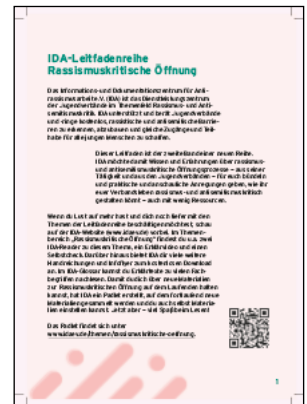 IDA-Leitfadenreihe
Rassismuskritische Öffnung
Das Informations- und Dokumentationszentrum für Anti-
rassismusarbeit e. V. (IDA) ist das Dienstleistungszentrum
der Jugendverbände im Themenfeld Rassismus- und Anti-
semitismus. IDA unterstützt und berät Jugendverbände
und -ringe kostenlos, rassistische und antisemitische Barrie-
ren zu erkennen, abzubauen und gleiche Zugänge und Teil-
habe für alle jungen Menschen zu schaffen.
Dieser Leitfaden ist der zweite Band einer neuen Reihe.
IDA möchte damit Wissen und Erfahrungen über rassismus-
und antisemitismuskritische Öffnungsprozesse – aus seiner
Tätigkeit und aus den Jugendverbänden – für euch bündeln
und praktische und anschauliche Anregungen geben, wie ihr
euer Verbandsleben rassismus- und antisemitismuskritisch
gestalten könnt – auch mit wenig Ressourcen.
Wenn du Lust auf mehr hast und dich noch tiefer mit den
Themen der Leitfadenreihe beschäftigen möchtest, schau
auf der IDA-Website (www.idaev.de) vorbei. Im Themen-
bereich „Rassismuskritische Öffnung" findest du u. a. zwei
IDA-Reader zu diesem Thema, ein Erklärvideo und einen
Selbstcheck. Darüber hinaus bietet IDA dir viele weitere
Handreichungen und Infoflyer zum kostenlosen Download
an. Im IDA-Glossar kannst du Erklärtexte zu vielen Fach-
begriffen nachlesen. Damit du dich über neue Materialien
zur Rassismuskritischen Öffnung auf dem Laufenden halten
kannst, hat IDA ein Padlet erstellt, auf dem fortlaufend neue
Materialien gesammelt werden und du auch selbst Materia-
lien einstellen kannst. Jetzt aber – viel Spaß beim Lesen!
Das Padlet findet sich unter
www.idaev.de/themen/rassismuskritische-oeffnung.
1